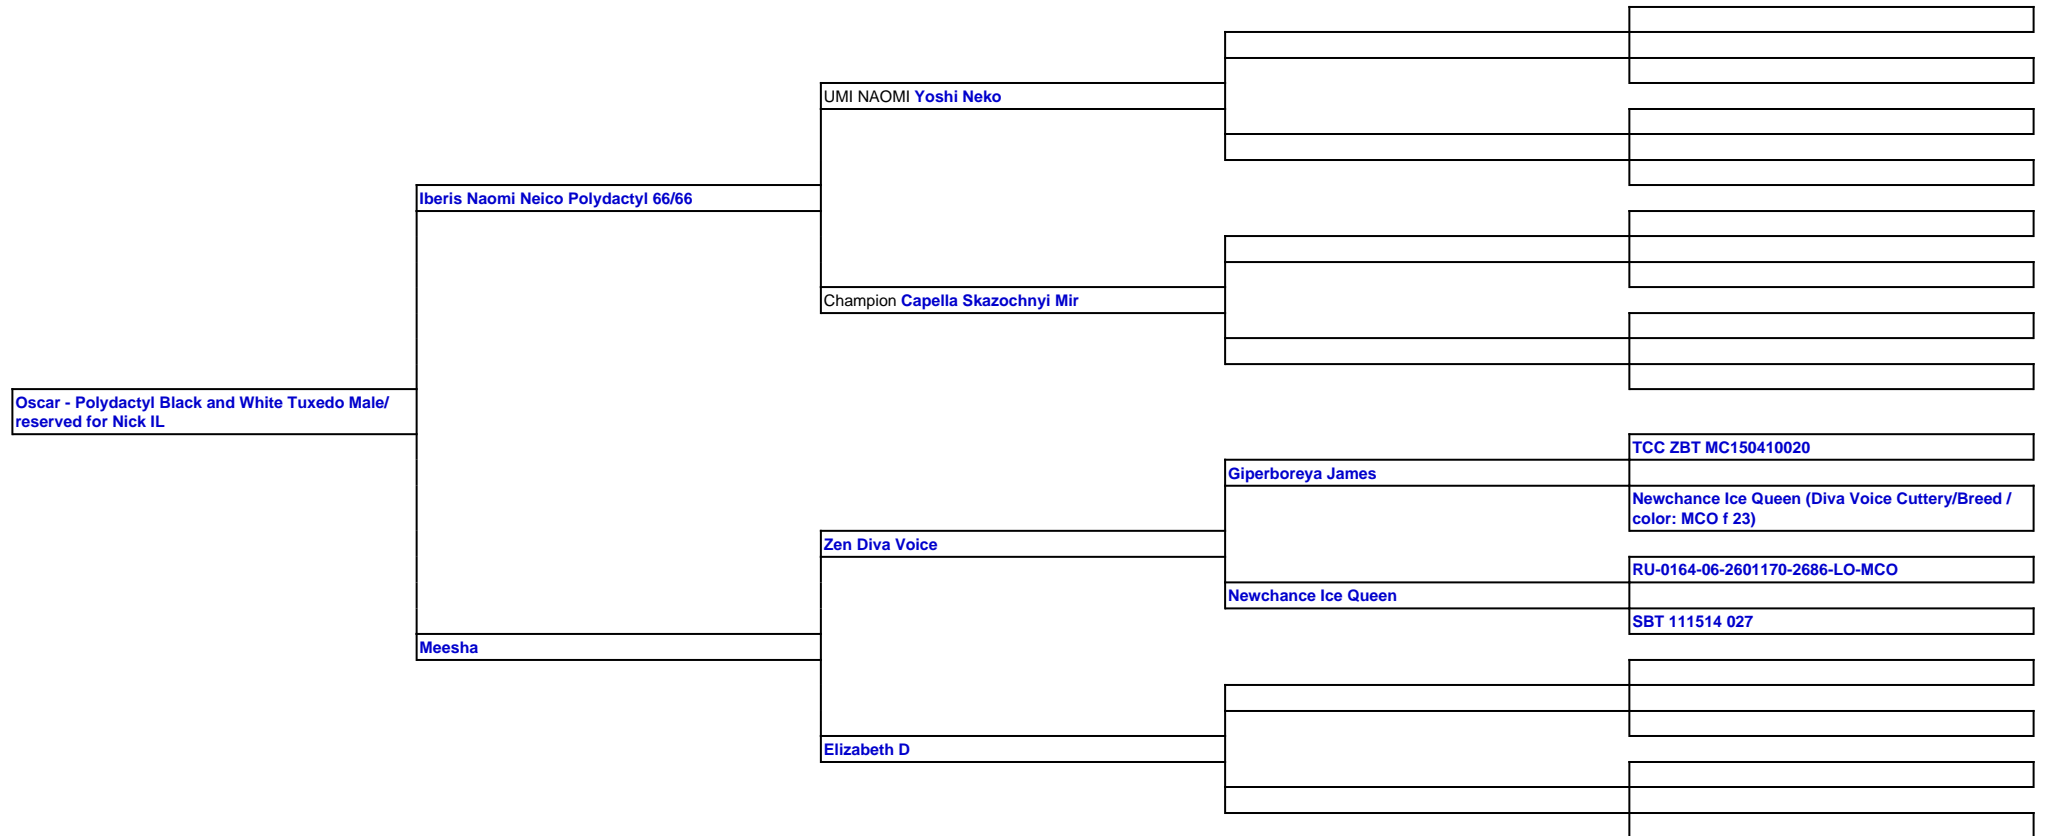 UMI NAOMI Yoshi Neko
Iberis Naomi Neico Polydactyl 66/66
Champion Capella Skazochnyi Mir
Oscar - Polydactyl Black and White Tuxedo Male/
reserved for Nick IL
TCC ZBT MC150410020
Giperboreya James
Newchance Ice Queen (Diva Voice Cuttery/Breed /
color: MCO f 23)
Zen Diva Voice
RU-0164-06-2601170-2686-LO-MCO
Newchance Ice Queen
SBT 111514 027
Meesha
Elizabeth D